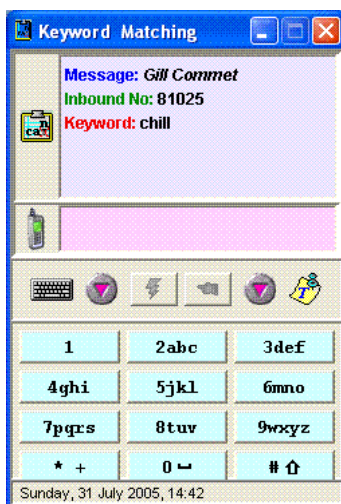 Keyword Matching
Message: Gill Commet
Inbound No: 81025
Keyword: chill
1 2abc 3def
4ghi 5jkl 6mno
7pqrs 8tuv 9wxyz
* + 0 #
Sunday, 31 July 2005, 14:42